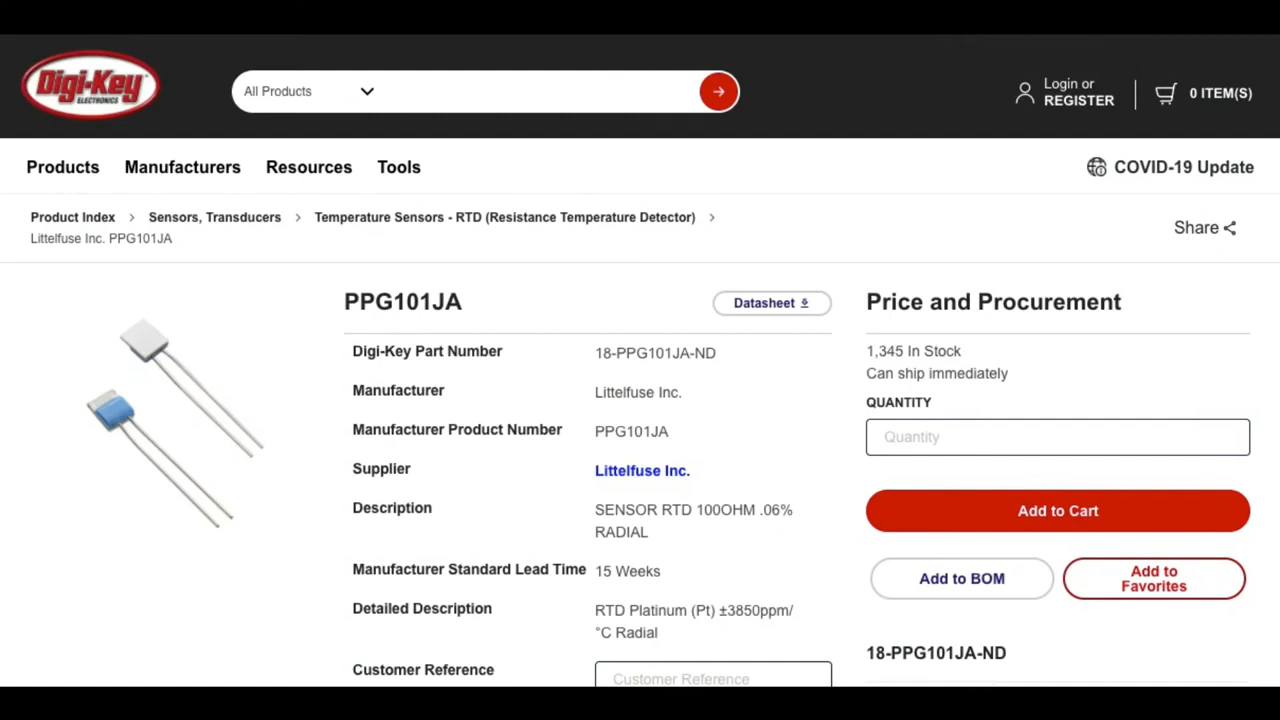 Digi-Key
ELECTRONICS
All Products
Login or
REGISTER
0 ITEM(S)
Products
Manufacturers
Resources
Tools
COVID-19 Update
Product Index > Sensors, Transducers > Temperature Sensors - RTD (Resistance Temperature Detector) >
Littelfuse Inc. PPG101JA
Share
PPG101JA
Datasheet
Digi-Key Part Number
18-PPG101JA-ND
Manufacturer
Littelfuse Inc.
Manufacturer Product Number
PPG101JA
Supplier
Littelfuse Inc.
Description
SENSOR RTD 100OHM .06%
RADIAL
Manufacturer Standard Lead Time
15 Weeks
Detailed Description
RTD Platinum (Pt) ±3850ppm/
°C Radial
Customer Reference
Customer Reference
Price and Procurement
1,345 In Stock
Can ship immediately
QUANTITY
Quantity
Add to Cart
Add to BOM
Add to
Favorites
18-PPG101JA-ND